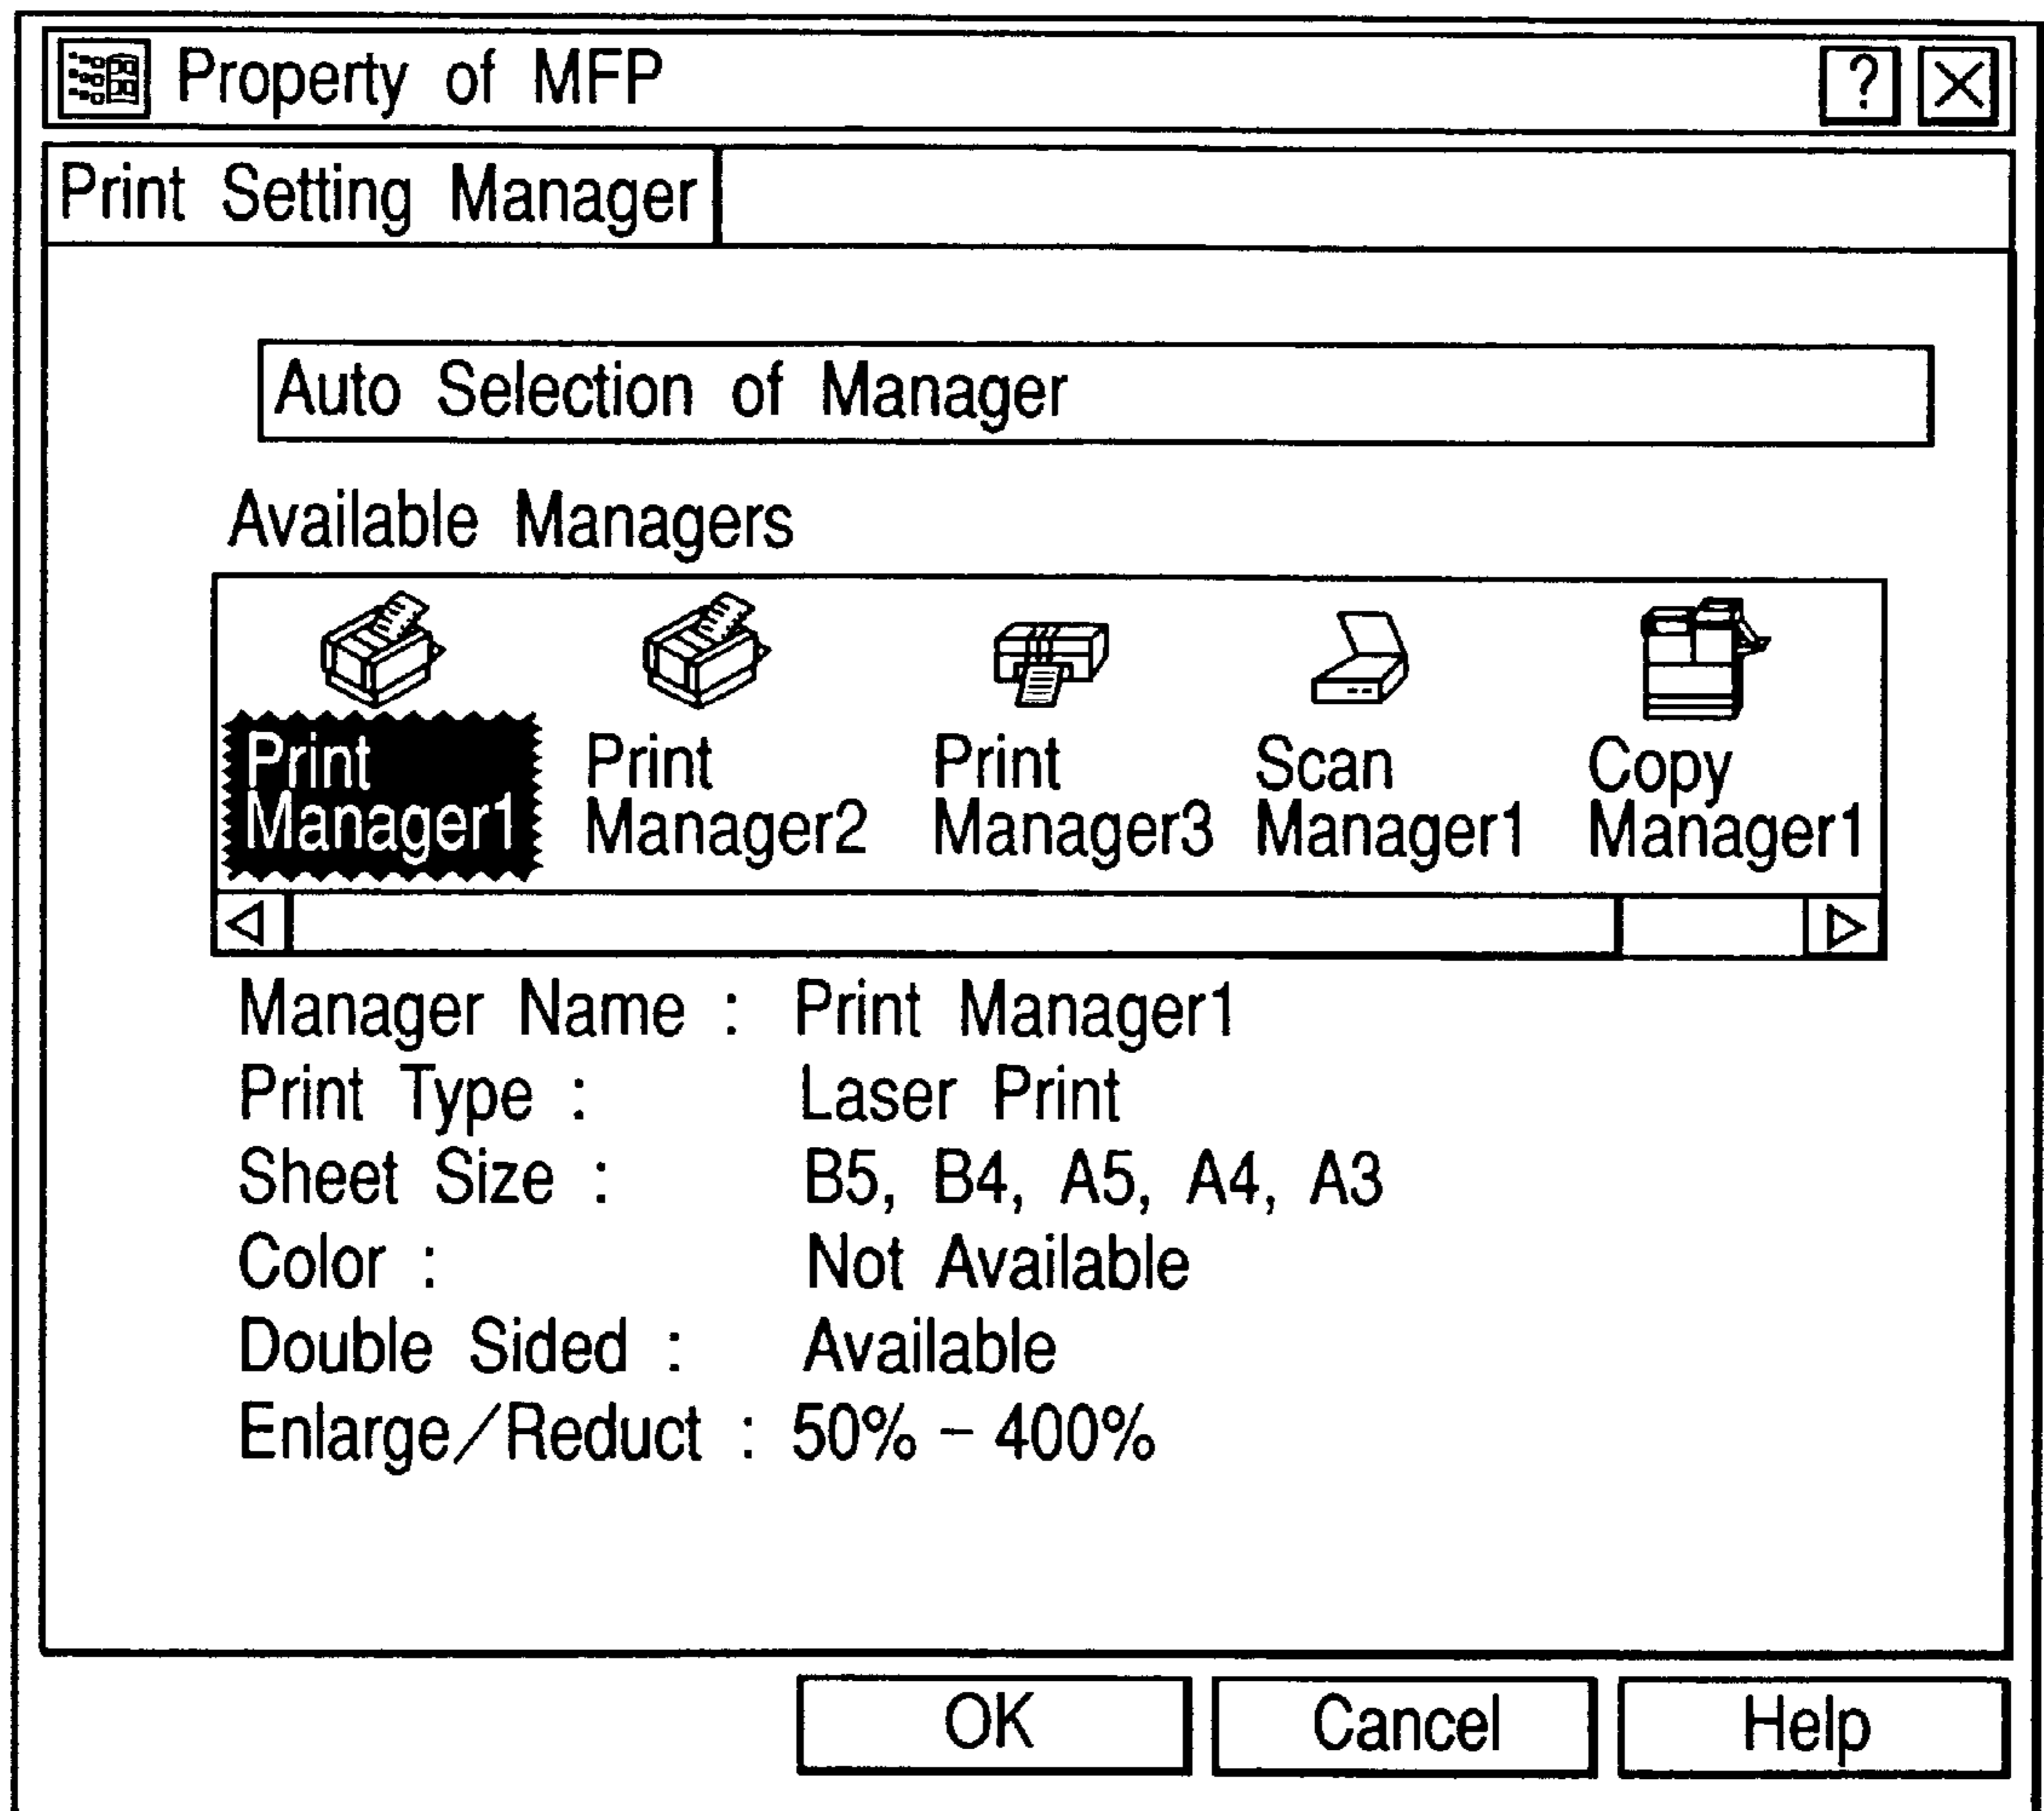 Property of MFP ?
Print Setting Manager
Auto Selection of Manager
Available Managers
Print Manager1
Print Manager2
Print Manager3
Scan Manager1
Copy Manager1
Manager Name : Print Manager1
Print Type : Laser Print
Sheet Size : B5, B4, A5, A4, A3
Color : Not Available
Double Sided : Available
Enlarge/Reduct : 50% – 400%
OK Cancel Help